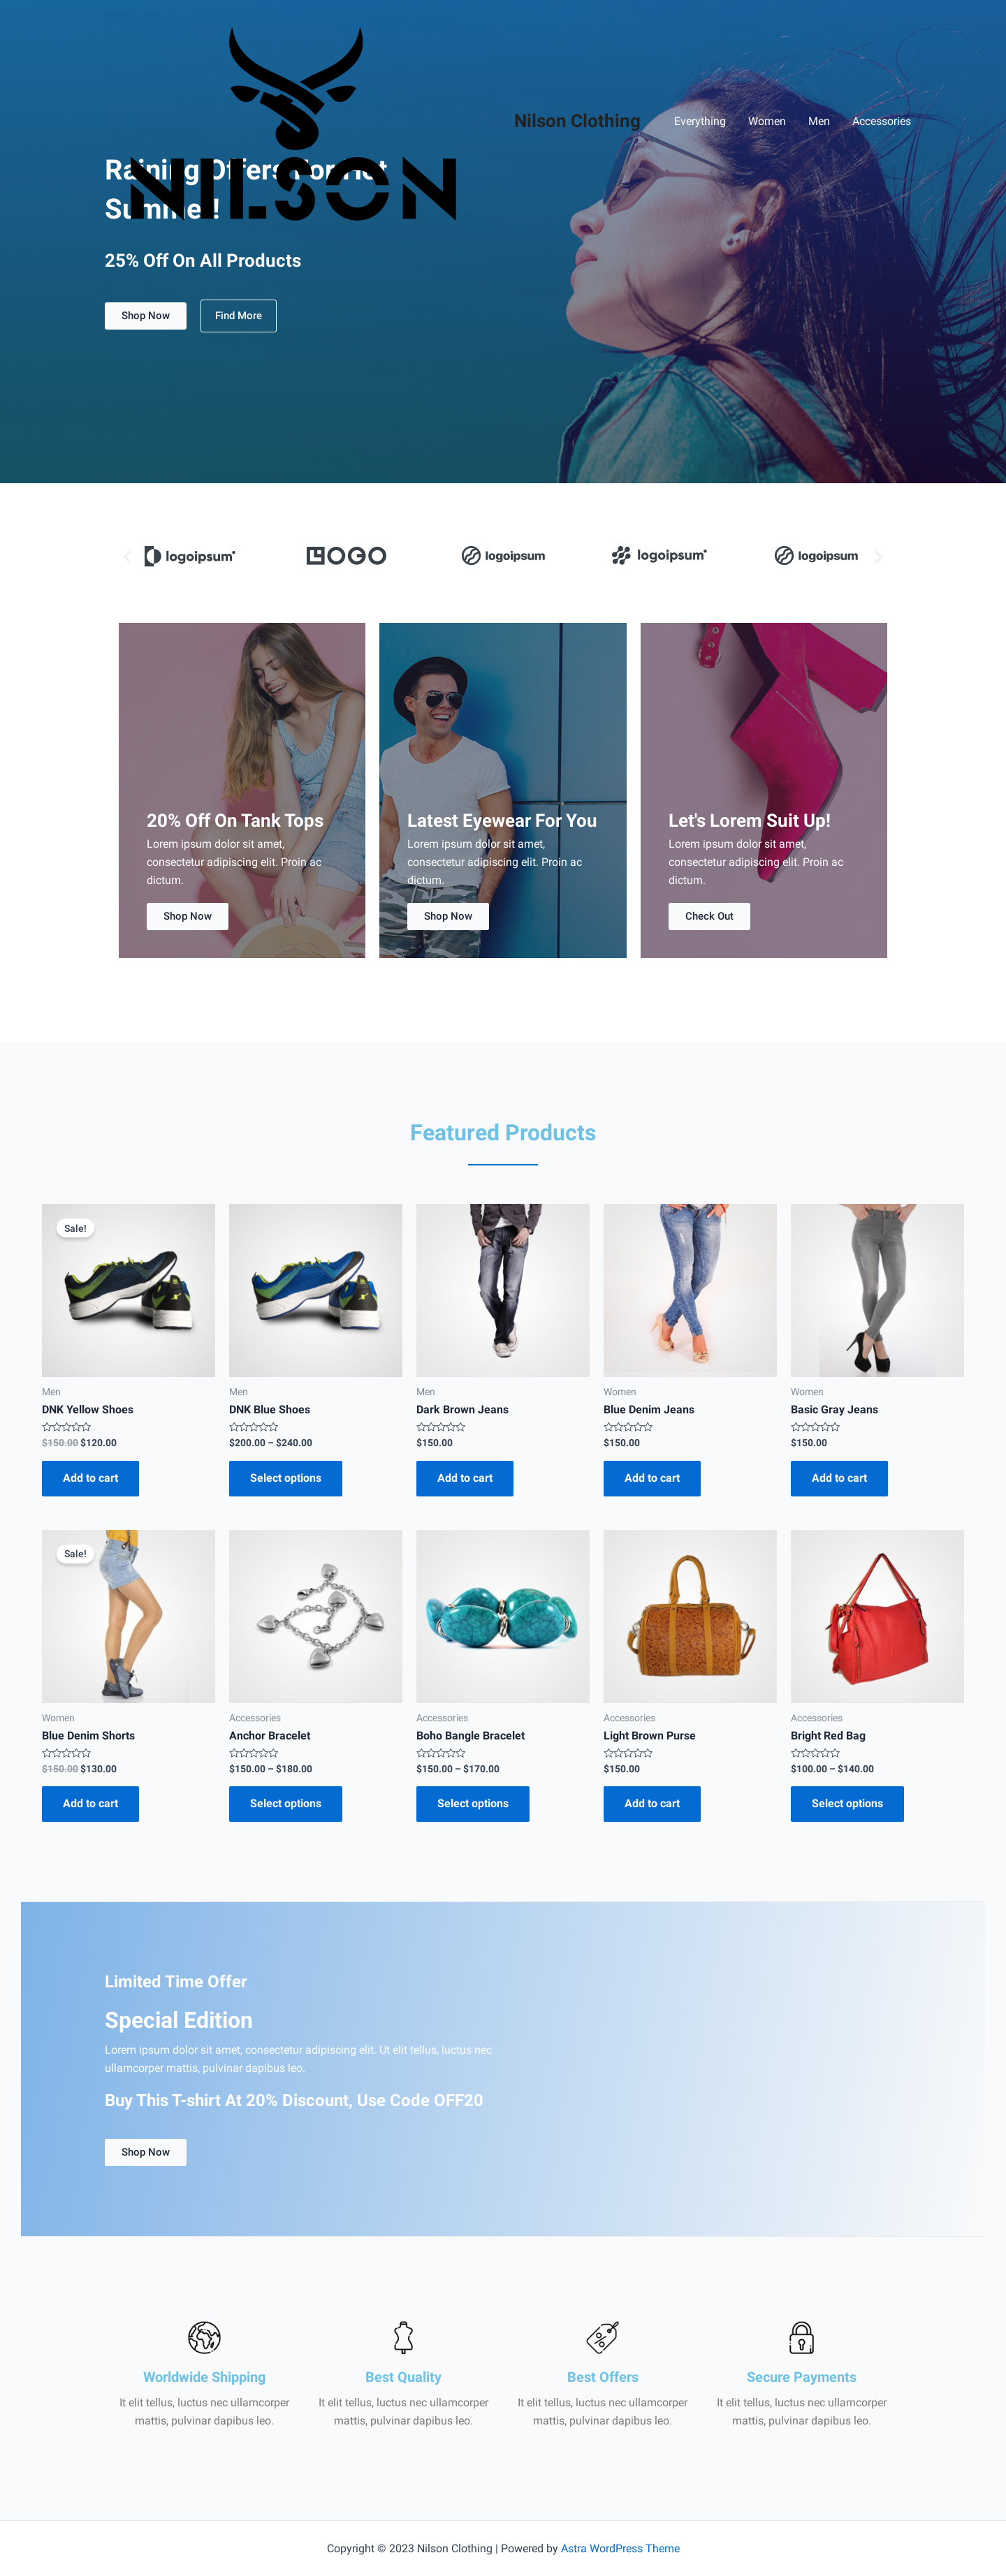 NILSON
Nilson Clothing
Everything
Women
Men
Accessories
Raining Offers For Hot
Summer!
25% Off On All Products
Shop Now
Find More
logoipsum
LOGO
logoipsum
logoipsum
logoipsum
20% Off On Tank Tops
Lorem ipsum dolor sit amet,
consectetur adipiscing elit. Proin ac
dictum.
Shop Now
Latest Eyewear For You
Lorem ipsum dolor sit amet,
consectetur adipiscing elit. Proin ac
dictum.
Shop Now
Let's Lorem Suit Up!
Lorem ipsum dolor sit amet,
consectetur adipiscing elit. Proin ac
dictum.
Check Out
Featured Products
Sale!
Men
DNK Yellow Shoes
$150.00 $120.00
Add to cart
Men
DNK Blue Shoes
$200.00 – $240.00
Select options
Men
Dark Brown Jeans
$150.00
Add to cart
Women
Blue Denim Jeans
$150.00
Add to cart
Women
Basic Gray Jeans
$150.00
Add to cart
Sale!
Women
Blue Denim Shorts
$150.00 $130.00
Add to cart
Accessories
Anchor Bracelet
$150.00 – $180.00
Select options
Accessories
Boho Bangle Bracelet
$150.00 – $170.00
Select options
Accessories
Light Brown Purse
$150.00
Add to cart
Accessories
Bright Red Bag
$100.00 – $140.00
Select options
Limited Time Offer
Special Edition
Lorem ipsum dolor sit amet, consectetur adipiscing elit. Ut elit tellus, luctus nec
ullamcorper mattis, pulvinar dapibus leo.
Buy This T-shirt At 20% Discount, Use Code OFF20
Shop Now
Worldwide Shipping
It elit tellus, luctus nec ullamcorper
mattis, pulvinar dapibus leo.
Best Quality
It elit tellus, luctus nec ullamcorper
mattis, pulvinar dapibus leo.
Best Offers
It elit tellus, luctus nec ullamcorper
mattis, pulvinar dapibus leo.
Secure Payments
It elit tellus, luctus nec ullamcorper
mattis, pulvinar dapibus leo.
Copyright © 2023 Nilson Clothing | Powered by Astra WordPress Theme